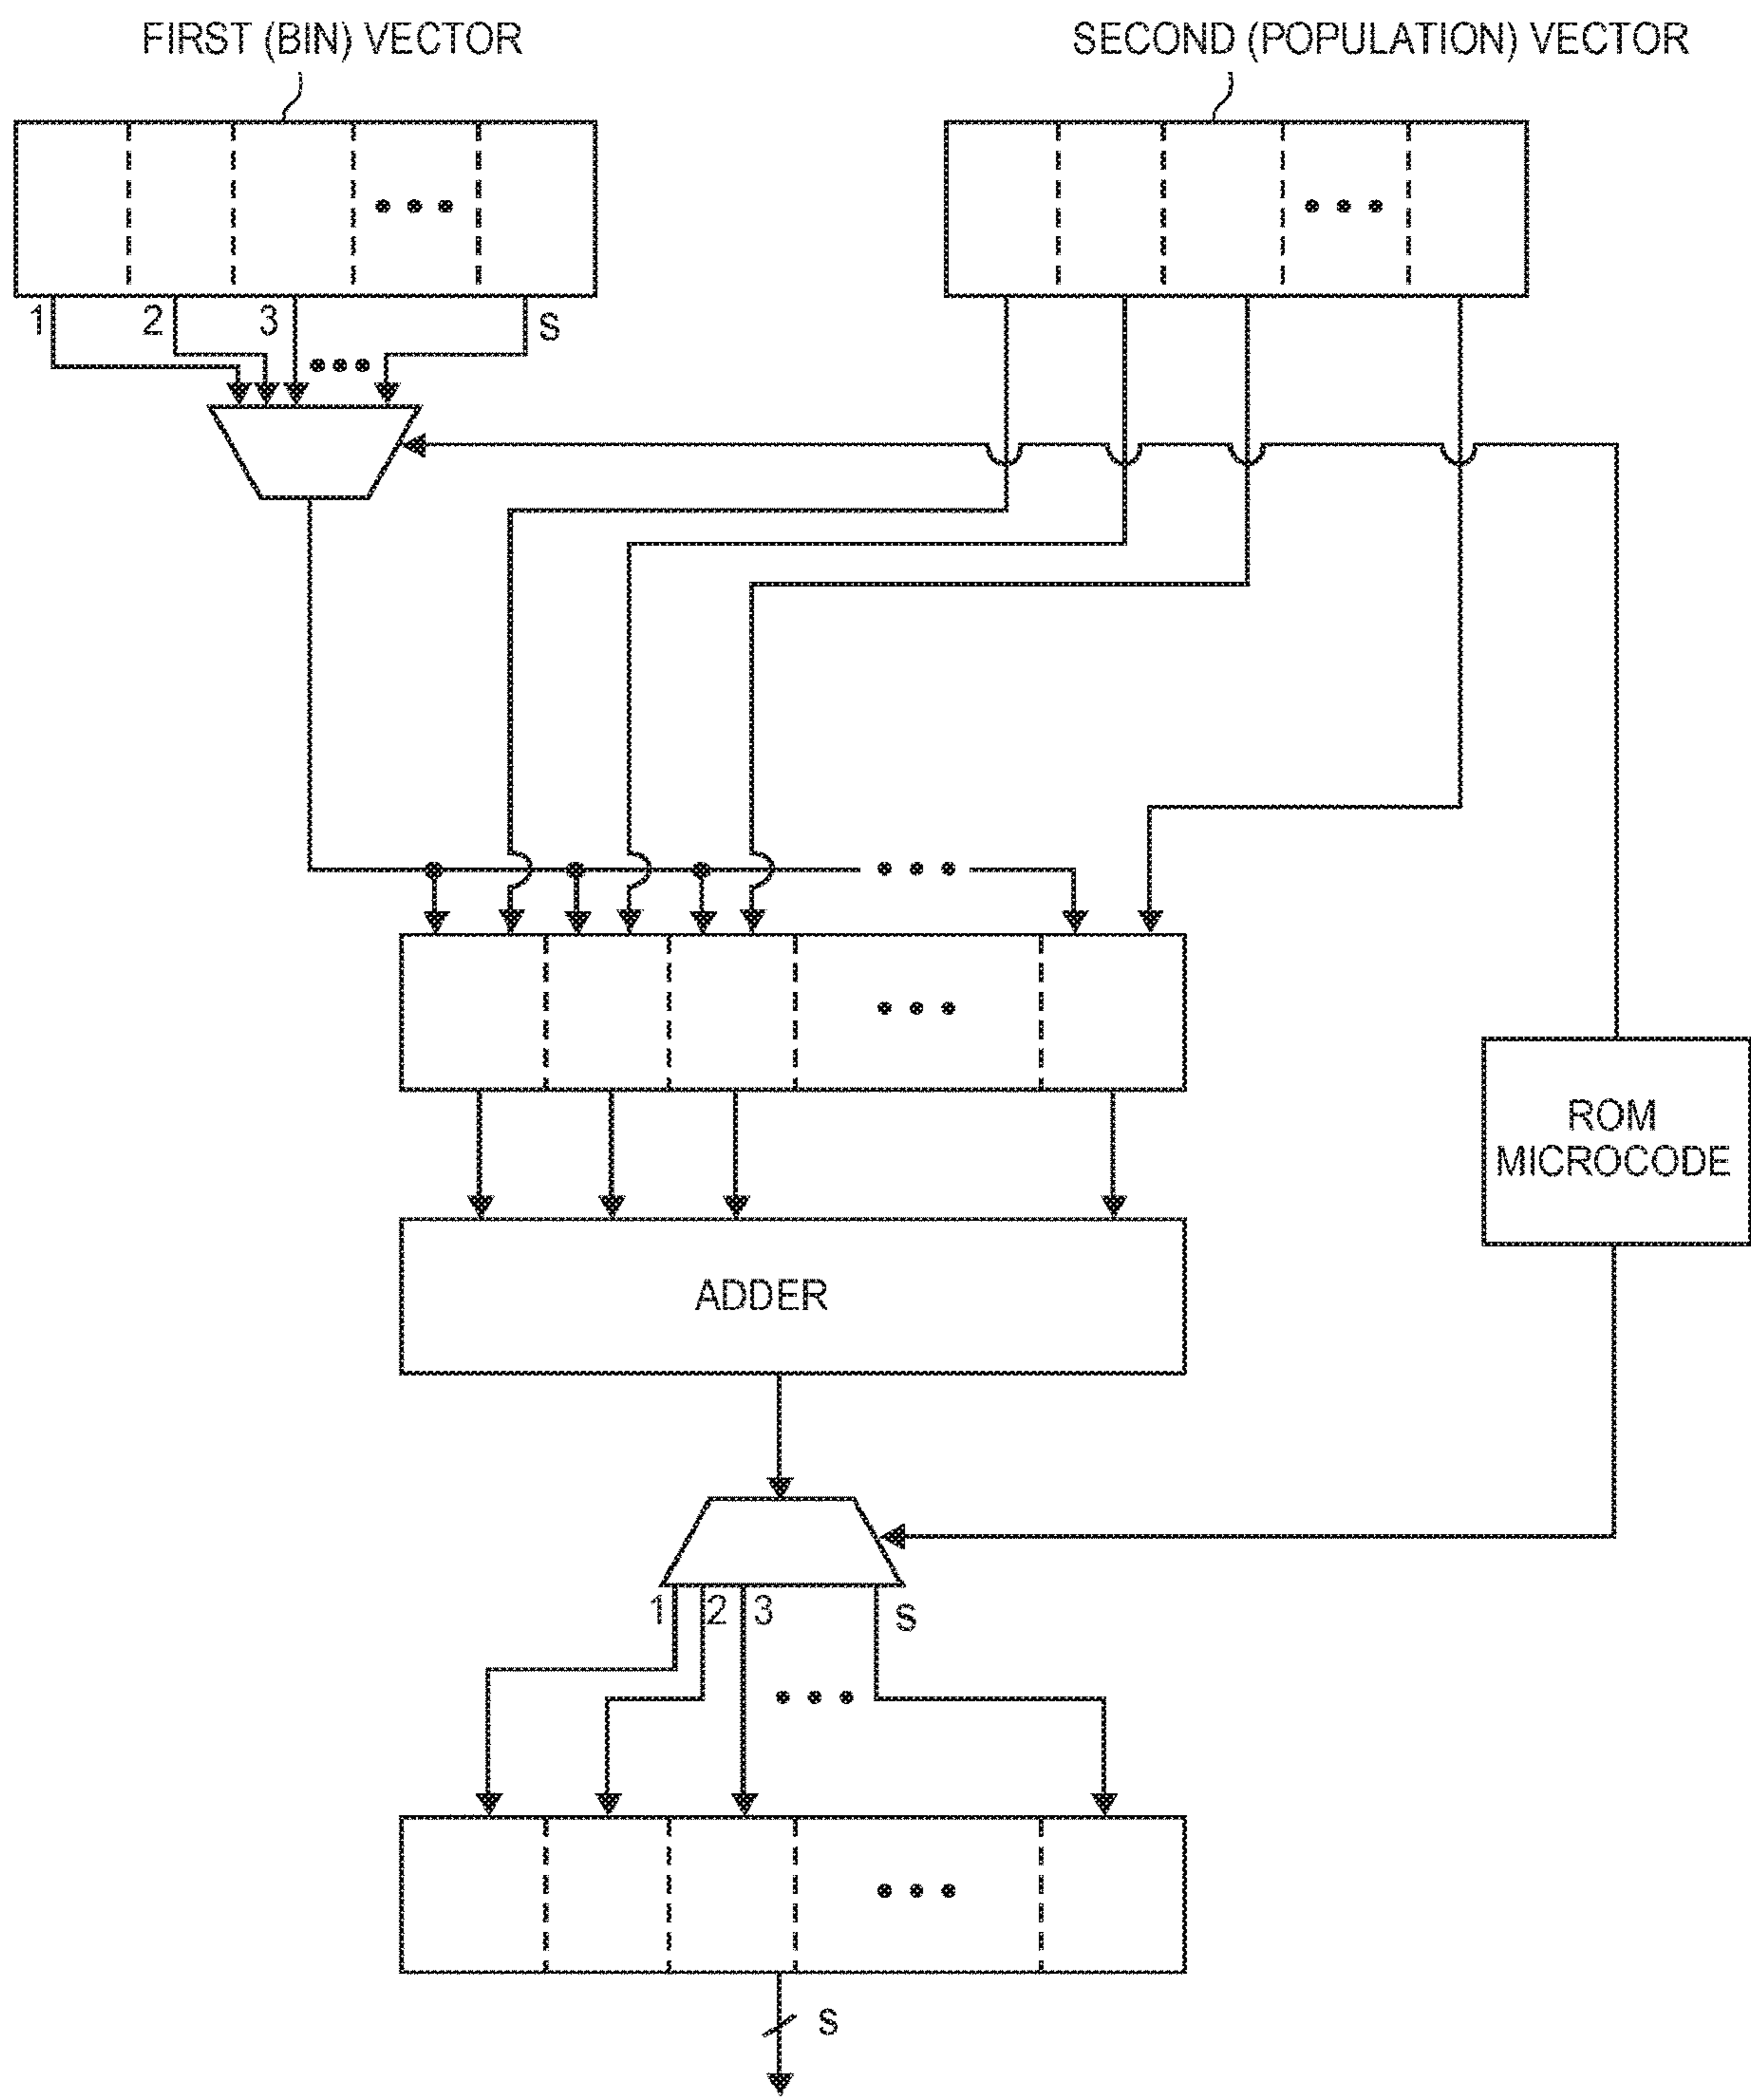 FIRST (BIN) VECTOR
SECOND (POPULATION) VECTOR
1 2 3 S
ROM
MICROCODE
ADDER
1 2 3 S
S